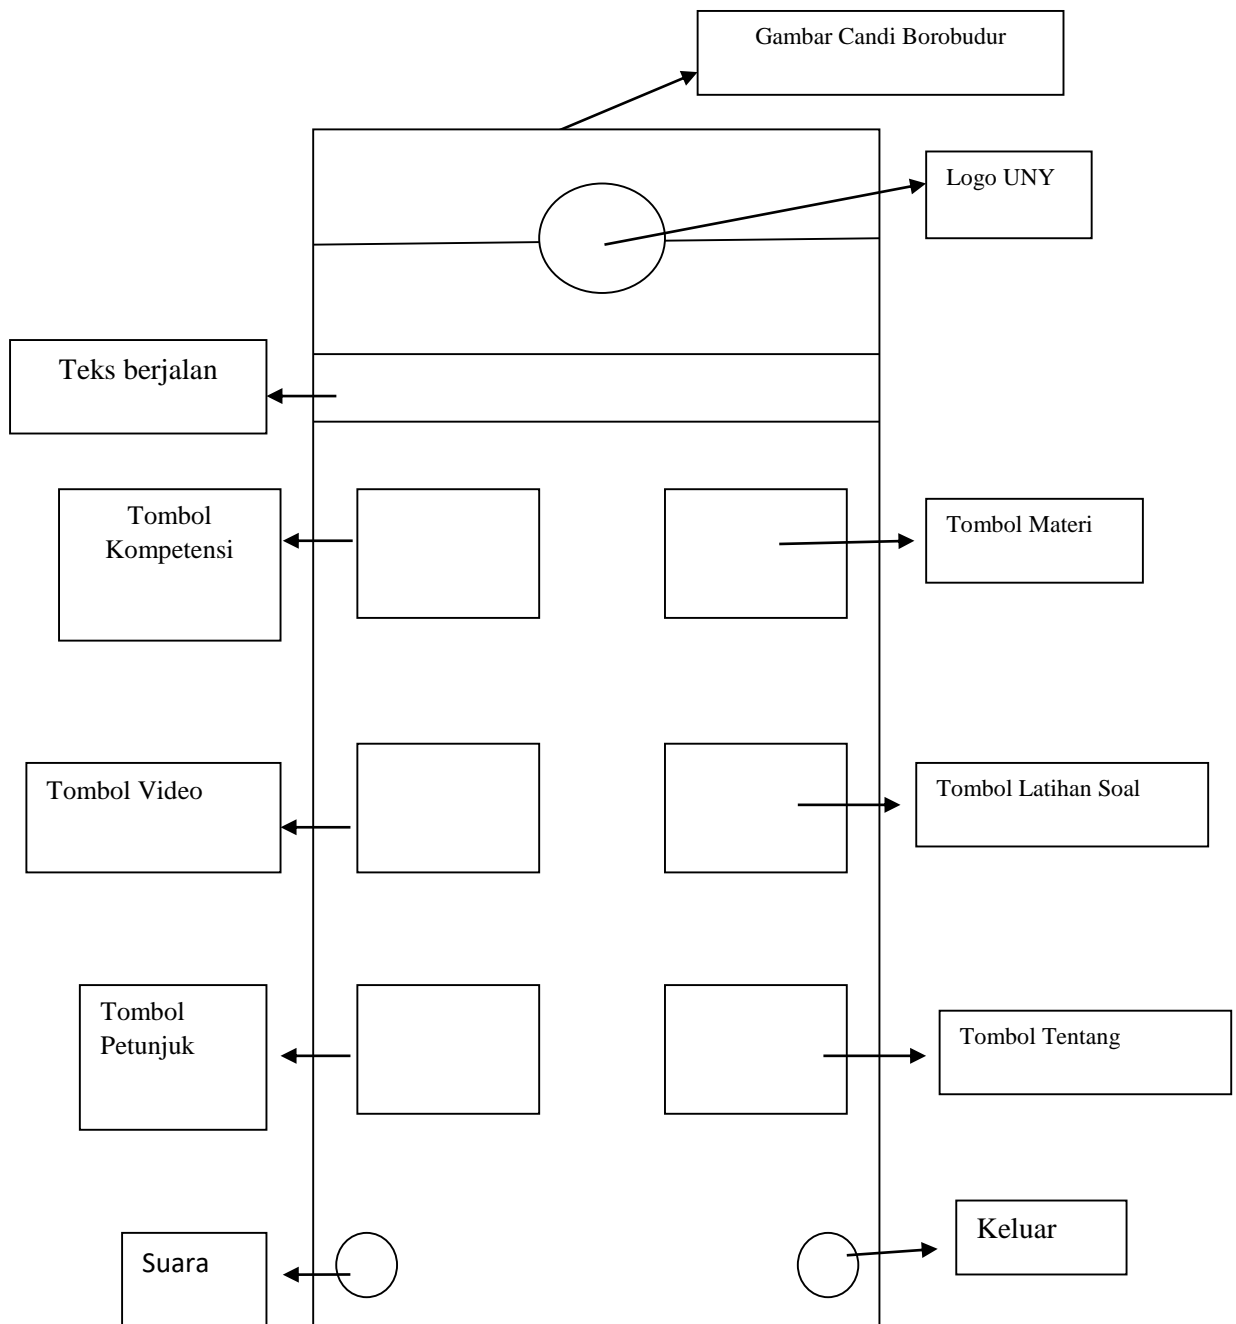 Gambar Candi Borobudur
Logo UNY
Teks berjalan
Tombol
Kompetensi
Tombol Materi
Tombol Video
Tombol Latihan Soal
Tombol
Petunjuk
Tombol Tentang
Suara
Keluar